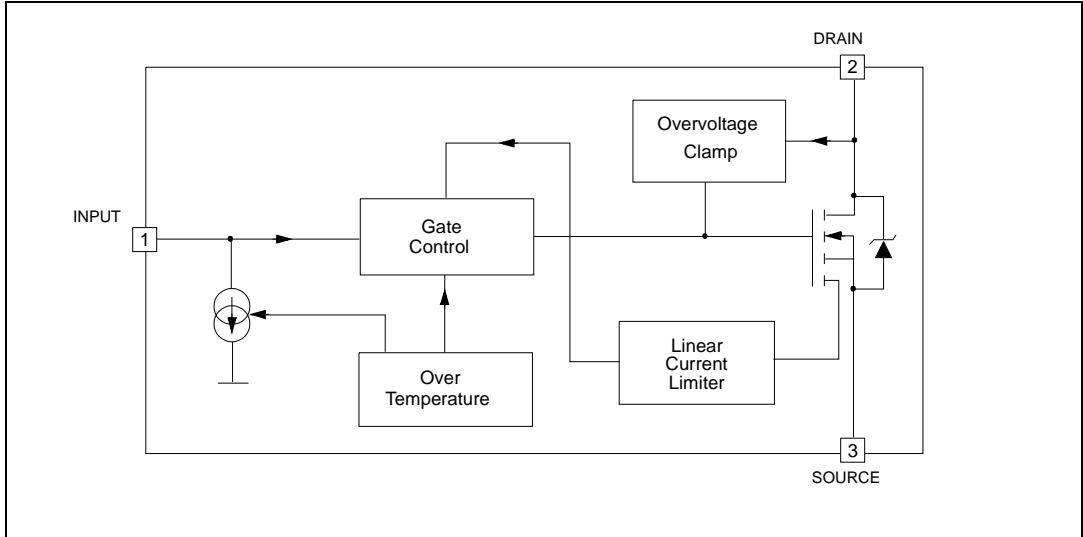 DRAIN
2
Overvoltage
Clamp
INPUT
1
Gate
Control
Linear
Current
Limiter
Over
Temperature
3
SOURCE